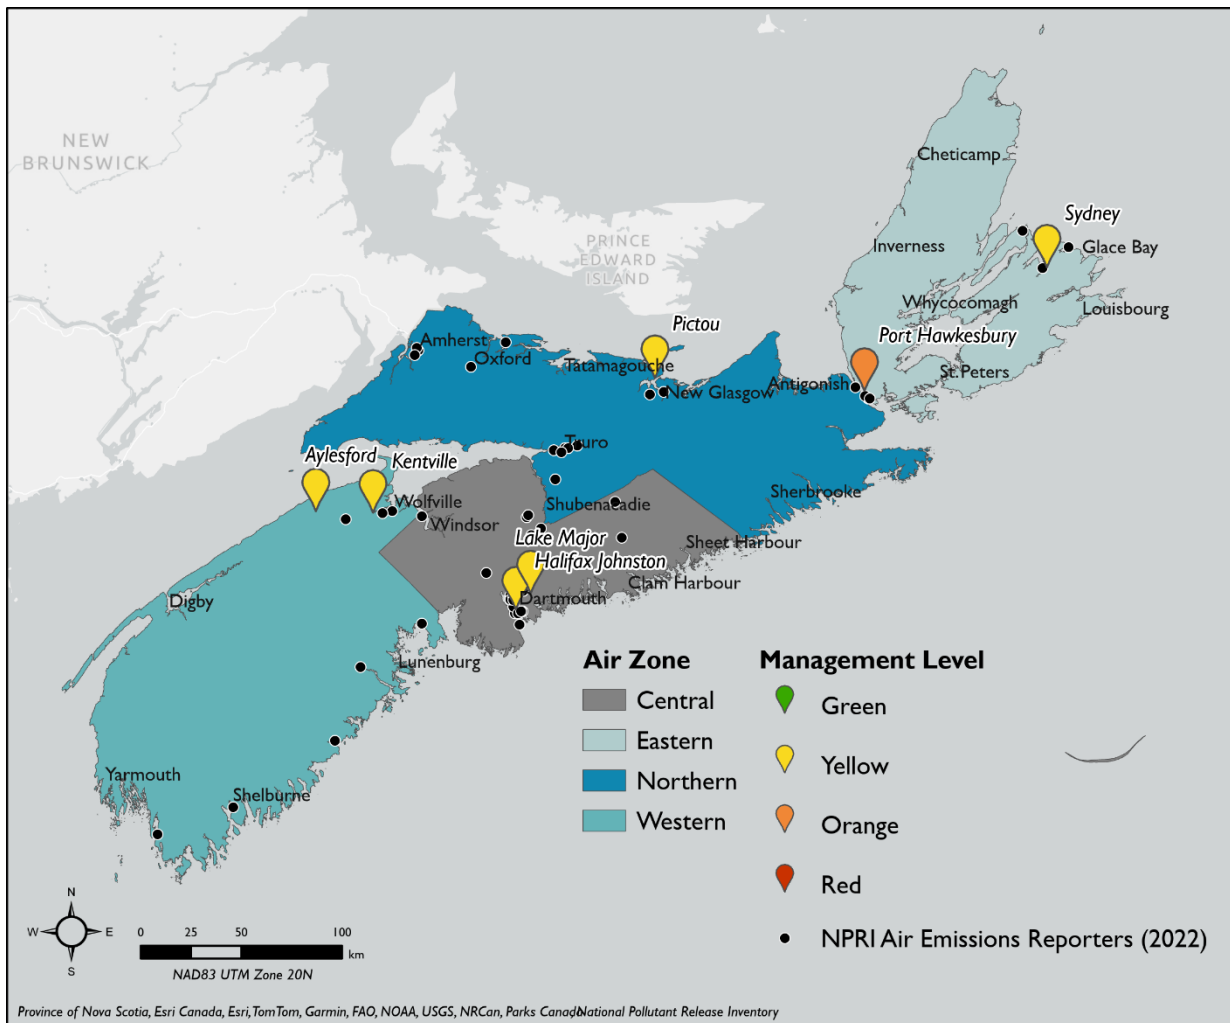 NEW
BRUNSWICK
Cheticamp
Sydney
PRINCE
EDWARD
ISLAND
Inverness
Glace Bay
Whycocomagh
Louisbourg
Pictou
Port Hawkesbury
Amherst
Oxford
Tatamagouche
St. Peters
New Glasgow
Antigonish
Truro
Aylesford
Kentville
Wolfville
Windsor
Shubenacadie
Sherbrooke
Lake Major
Sheet Harbour
Halifax Johnston
Clam Harbour
Dartmouth
Digby
Lunenburg
Yarmouth
Shelburne
Air Zone
Central
Eastern
Northern
Western
Management Level
Green
Yellow
Orange
Red
NPRI Air Emissions Reporters (2022)
N
W
E
S
0
25
50
100
km
NAD83 UTM Zone 20N
Province of Nova Scotia, Esri Canada, Esri, TomTom, Garmin, FAO, NOAA, USGS, NRCan, Parks Canada, National Pollutant Release Inventory